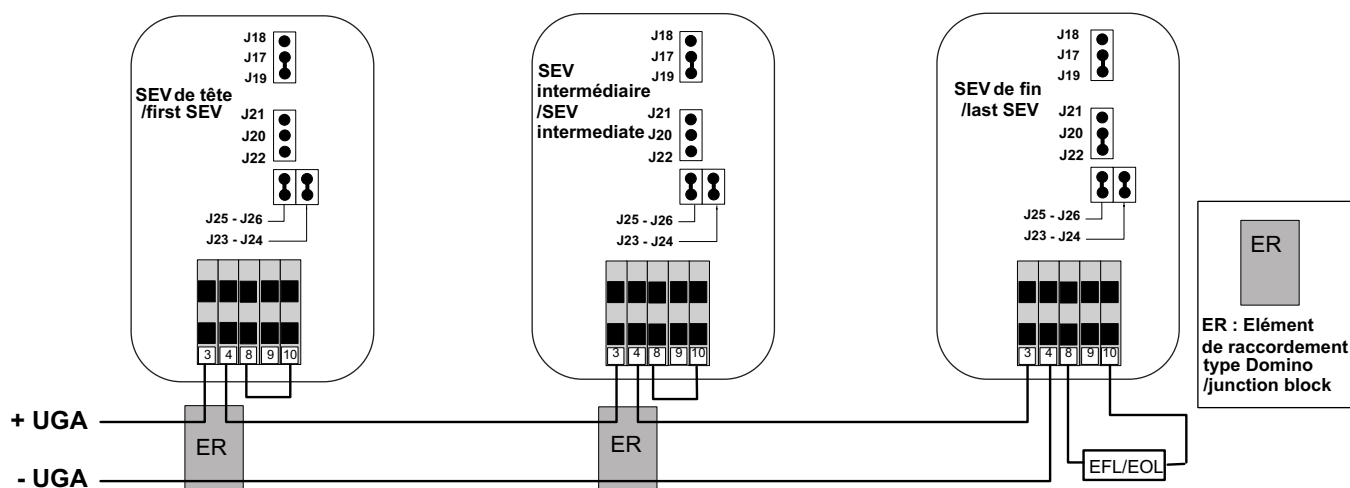 J18
J17
J19
SEV de tête
/first SEV
J21
J20
J22
J25 - J26
J23 - J24
3 4 8 9 10
J18
J17
J19
SEV
intermédiaire
/SEV
intermediate
J21
J20
J22
J25 - J26
J23 - J24
3 4 8 9 10
J18
J17
J19
SEV de fin
/last SEV
J21
J20
J22
J25 - J26
J23 - J24
3 4 8 9 10
ER
ER : Elément
de raccordement
type Domino
/junction block
+ UGA
ER
ER
EFL/EOL
- UGA